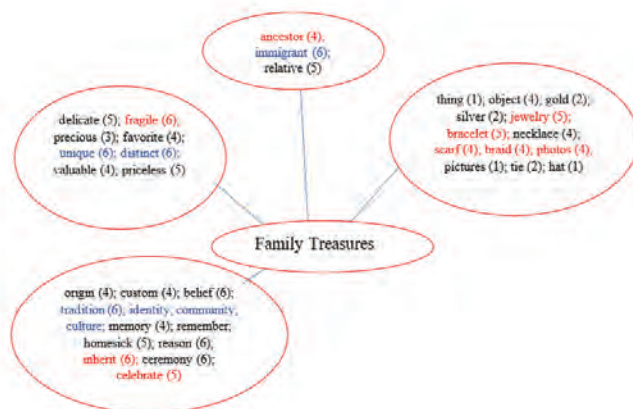 ancestor (4);
immigrant (6);
relative (5)
delicate (5); fragile (6),
precious (3); favorite (4);
unique (6); distinct (6);
valuable (4); priceless (5)
thing (1); object (4); gold (2);
silver (2); jewelry (5);
bracelet (5); necklace (4);
scarf (4), braid (4); photos (4),
pictures (1); tie (2); hat (1)
Family Treasures
origin (4); custom (4); belief (6);
tradition (6), identity, community,
culture; memory (4); remember;
homesick (5); reason (6),
inherit (6); ceremony (6);
celebrate (5)